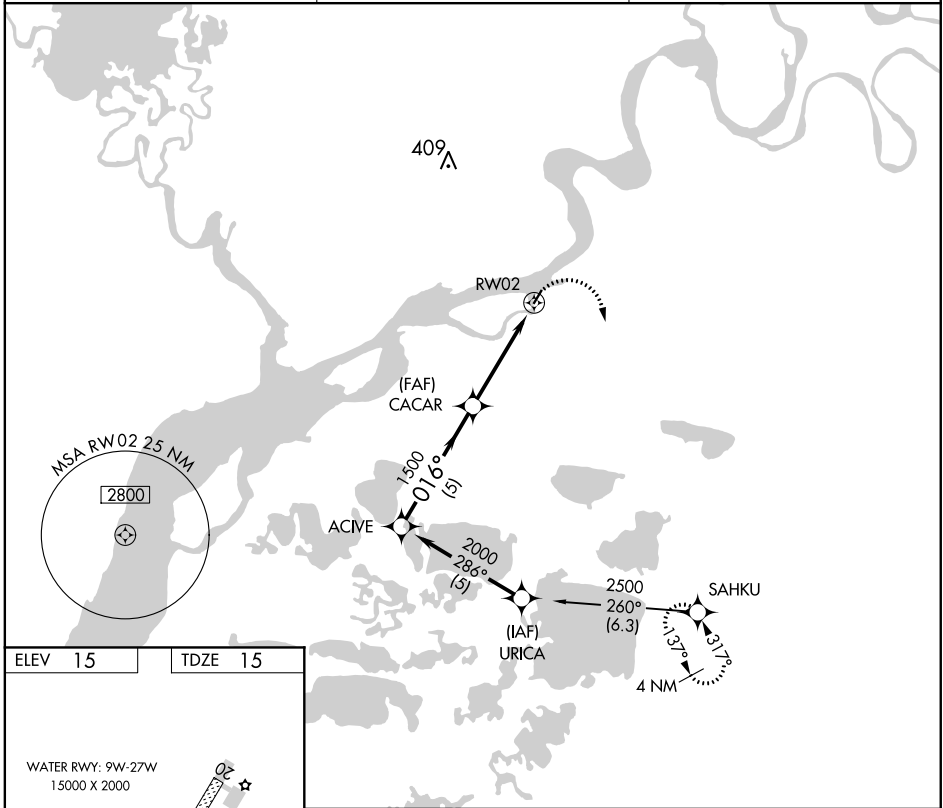 409
RW02
(FAF)
CACAR
1500
016°
(5)
MSA RW02 25 NM
2800
ACIVE
2000
286°
(5)
(IAF)
URICA
2500
260°
(6.3)
SAHKU
137°
317°
4 NM
ELEV 15
TDZE 15
WATER RWY: 9W-27W
15000 X 2000
20